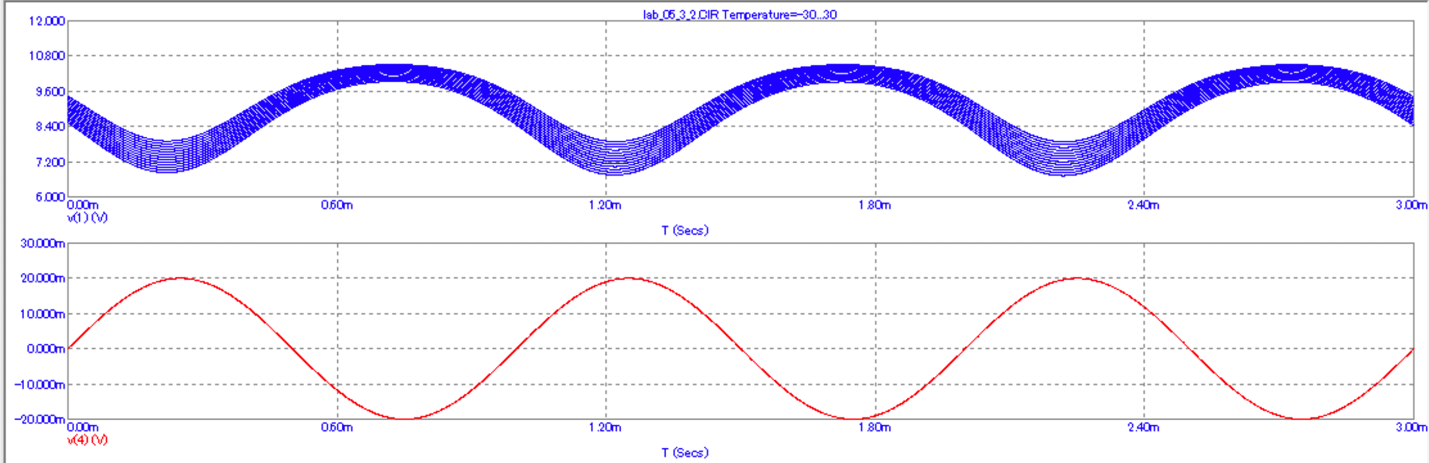 lab_05_3_2.CIR Temperature=-30...30
12.000
10.800
9.600
8.400
7.200
6.000
0.00m 0.60m 1.20m 1.80m 2.40m 3.00m
v(1) (V)
T (Secs)
30.000m
20.000m
10.000m
0.000m
-10.000m
-20.000m
0.00m 0.60m 1.20m 1.80m 2.40m 3.00m
v(4) (V)
T (Secs)